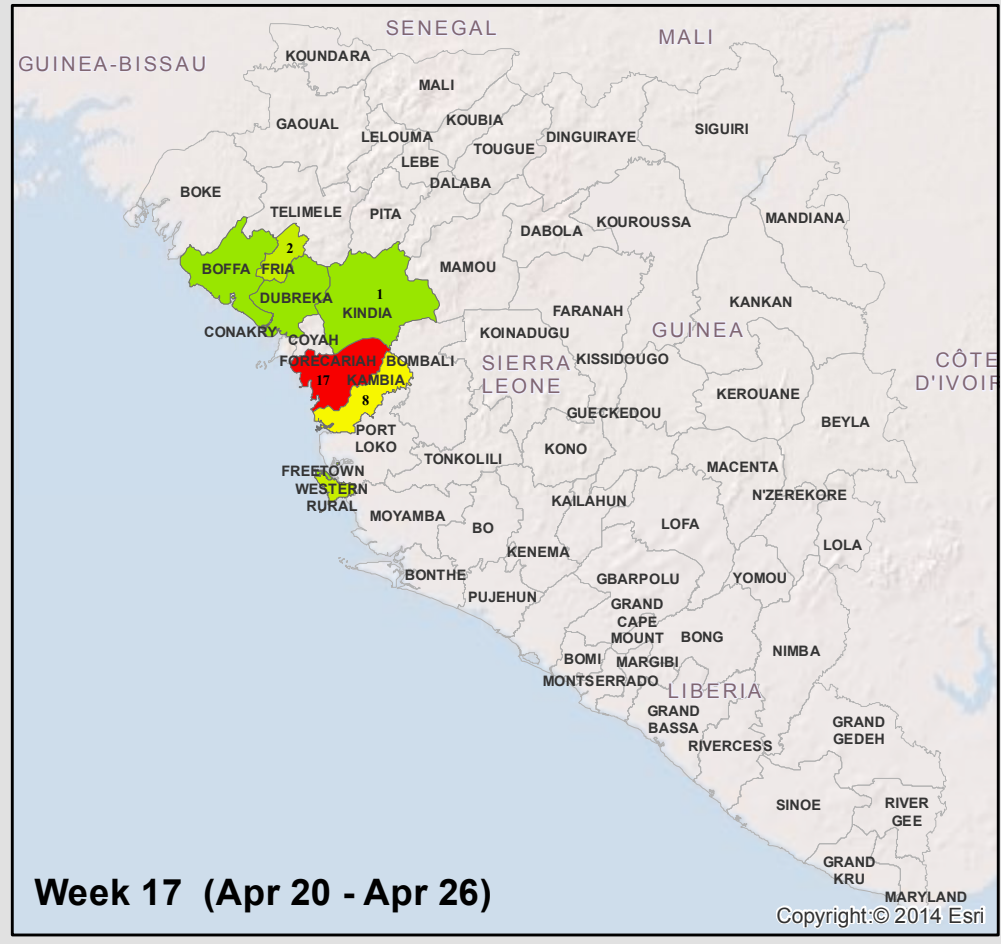 SENEGAL
MALI
GUINEA-BISSAU
KOUNDARA
MALI
GAOUAL
KOUBIA
LELOUMA
TOUGUE
DINGUIRAYE
SIGUIRI
LEBE
DALABA
BOKE
TELIMELE
PITA
DABOLA
KOUROUSSA
MANDIANA
2
BOFFA
FRIA
MAMOU
DUBREKA
1
KINDIA
FARANAH
KANKAN
CONAKRY
COYAH
KOINADUGU
GUINEA
FORECARIAH
BOMBALI
SIERRA
LEONE
KISSIDOUGO
CÔTE
D'IVOIR
17
KAMBIA
8
KEROUANE
GUECKEDOU
BEYLA
PORT
LOKO
TONKOLILI
KONO
MACENTA
FREETOWN
WESTERN
RURAL
KAILAHUN
N'ZEREKORE
MOYAMBA
BO
LOFA
LOLA
KENEMA
BONTHE
GBARPOLU
YOMOU
PUJEHUN
GRAND
CAPE
MOUNT
BONG
NIMBA
BOMI
MARGIBI
MONTSERRADO
LIBERIA
GRAND
BASSA
GRAND
GEDEH
RIVERCESS
SINOE
RIVER
GEE
GRAND
KRU
MARYLAND
Week 17 (Apr 20 - Apr 26)
Copyright:© 2014 Esri